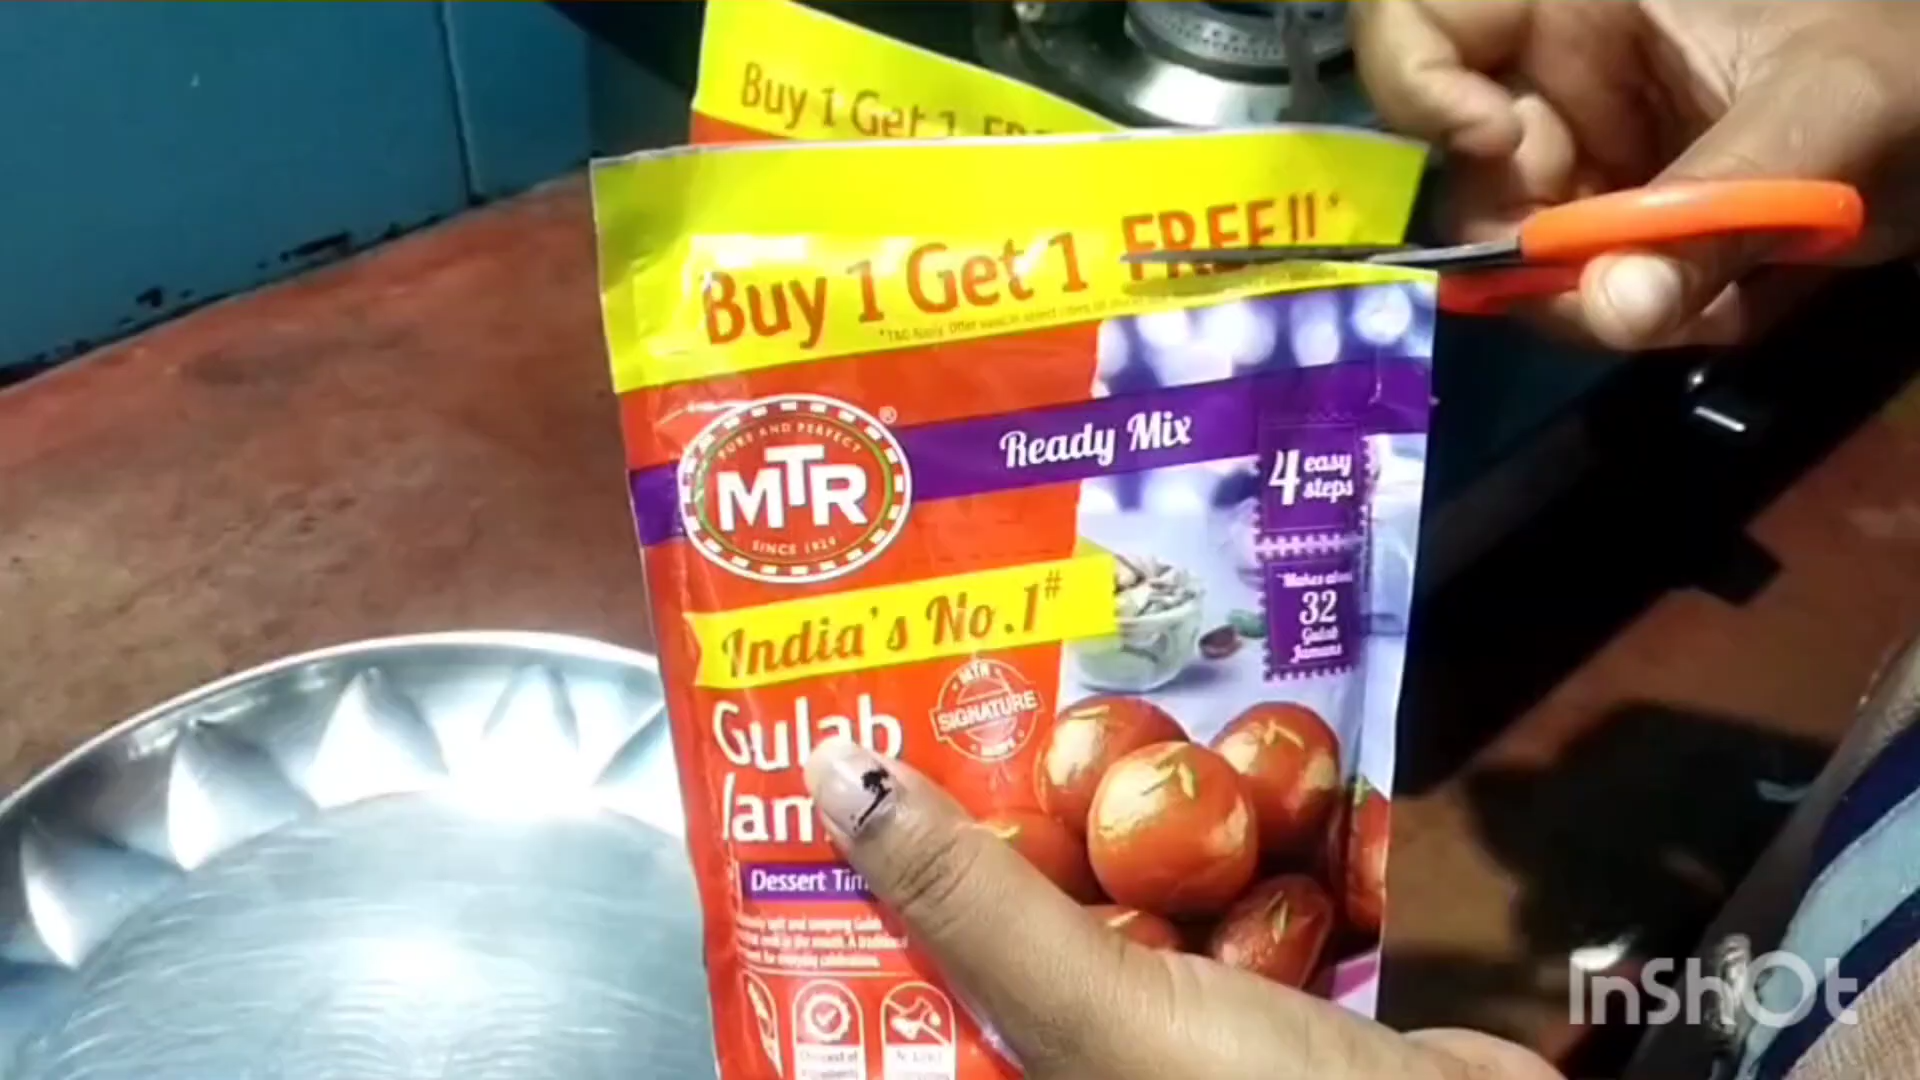 Buy 1 Get 1
Buy 1 Get 1 FREE!!*
Ready Mix
PURE AND PERFECT
MTR
®
SINCE 1924
4 easy
steps
Makes
32
Gulab
Jamuns
India's No.1#
MTR
SIGNATURE
Gulab
Jam
Dessert Tim
InShOt